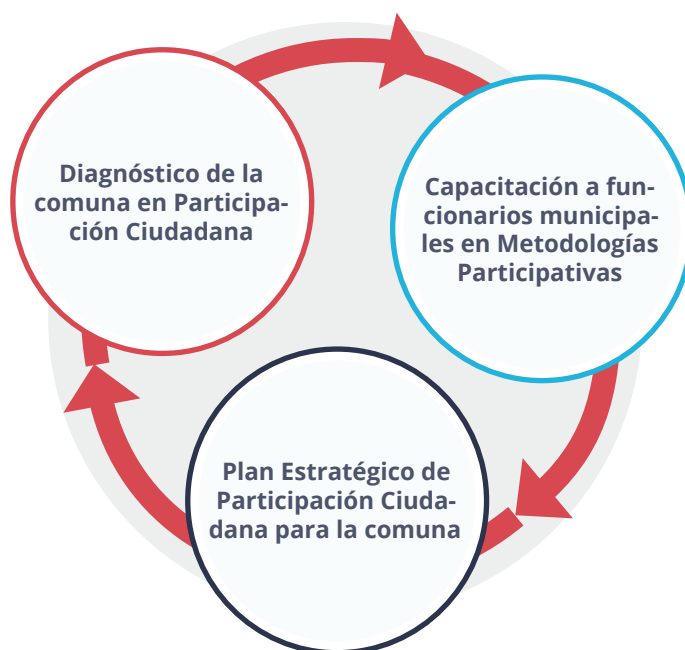 Diagnóstico de la
comuna en Participa-
ción Ciudadana
Capacitación a fun-
cionarios municipa-
les en Metodologías
Participativas
Plan Estratégico de
Participación Ciuda-
dana para la comuna